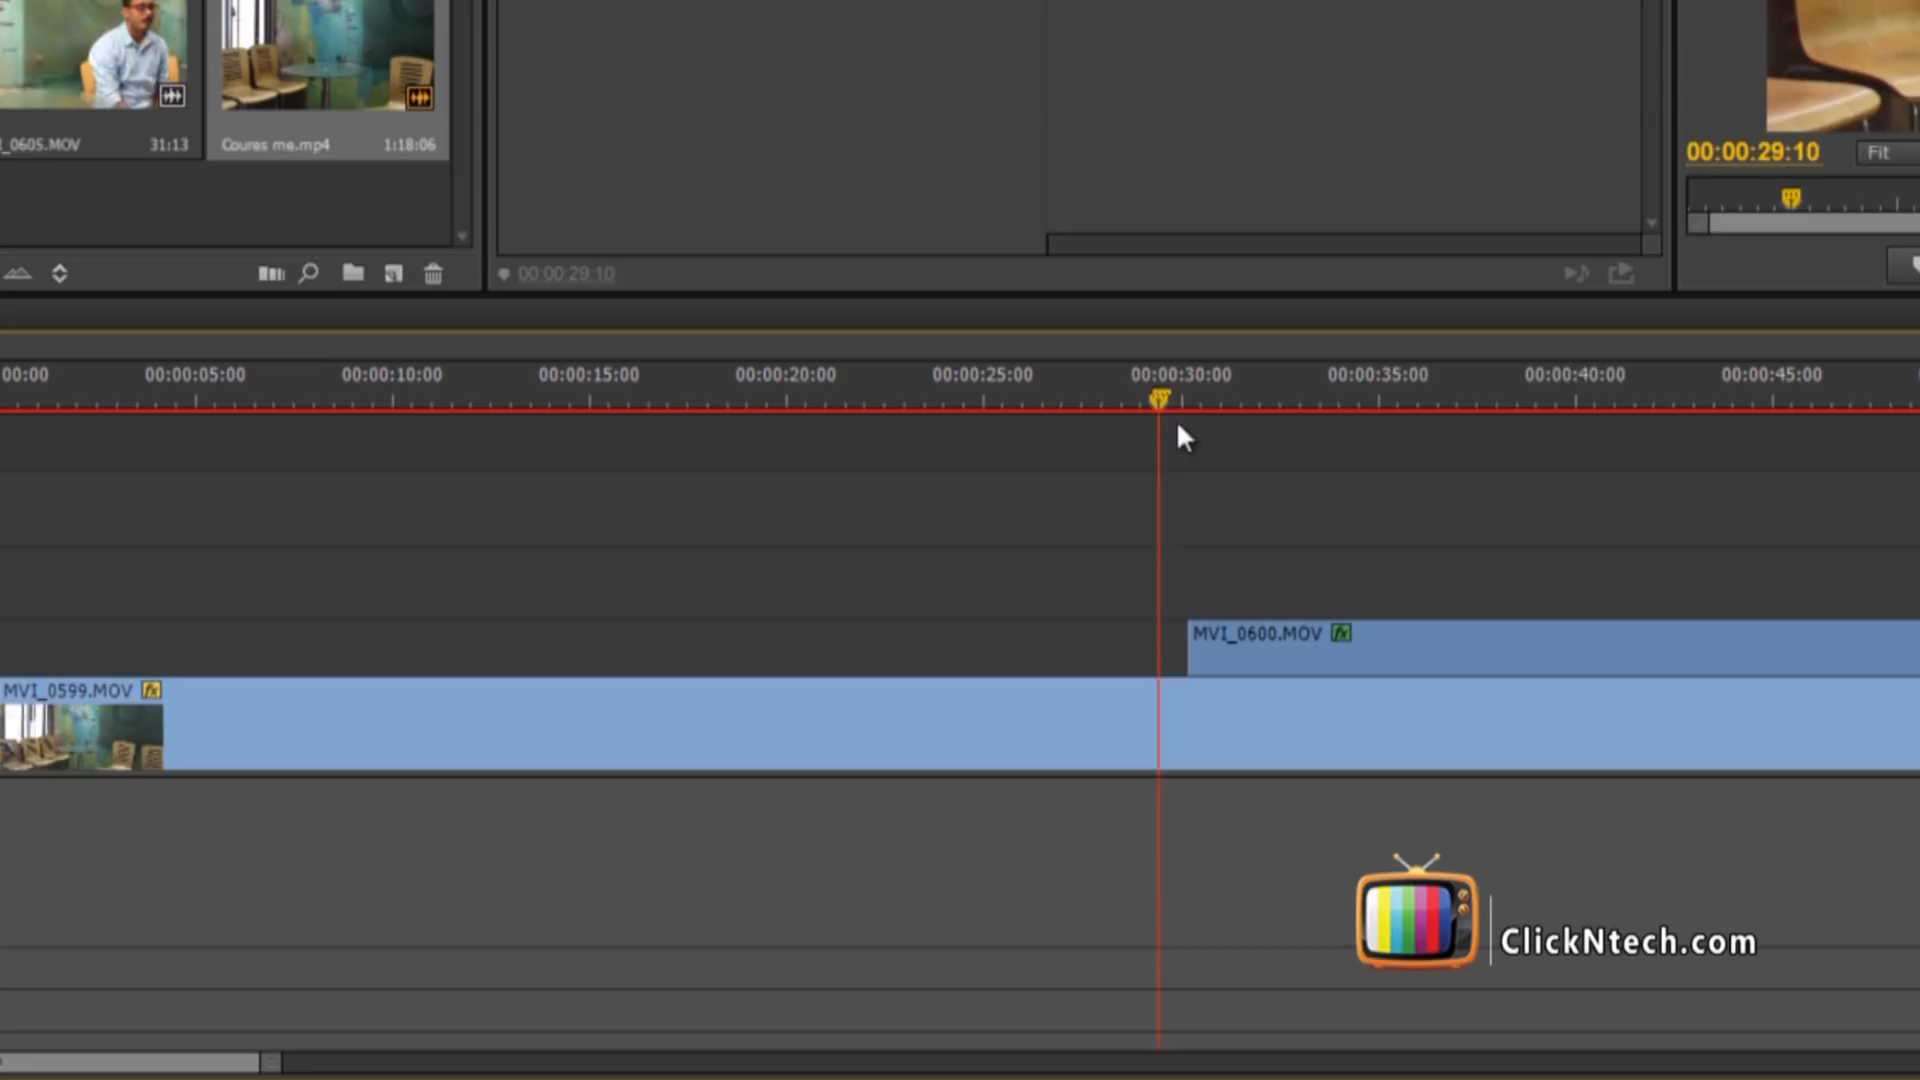 I_0605.MOV 31:13 Coures me.mp4 1:18:06
00:00:29:10 Fit
00:00:29:10
00:00 00:00:05:00 00:00:10:00 00:00:15:00 00:00:20:00 00:00:25:00 00:00:30:00 00:00:35:00 00:00:40:00 00:00:45:00
MVI_0600.MOV fx
MVI_0599.MOV fx
ClickNtech.com